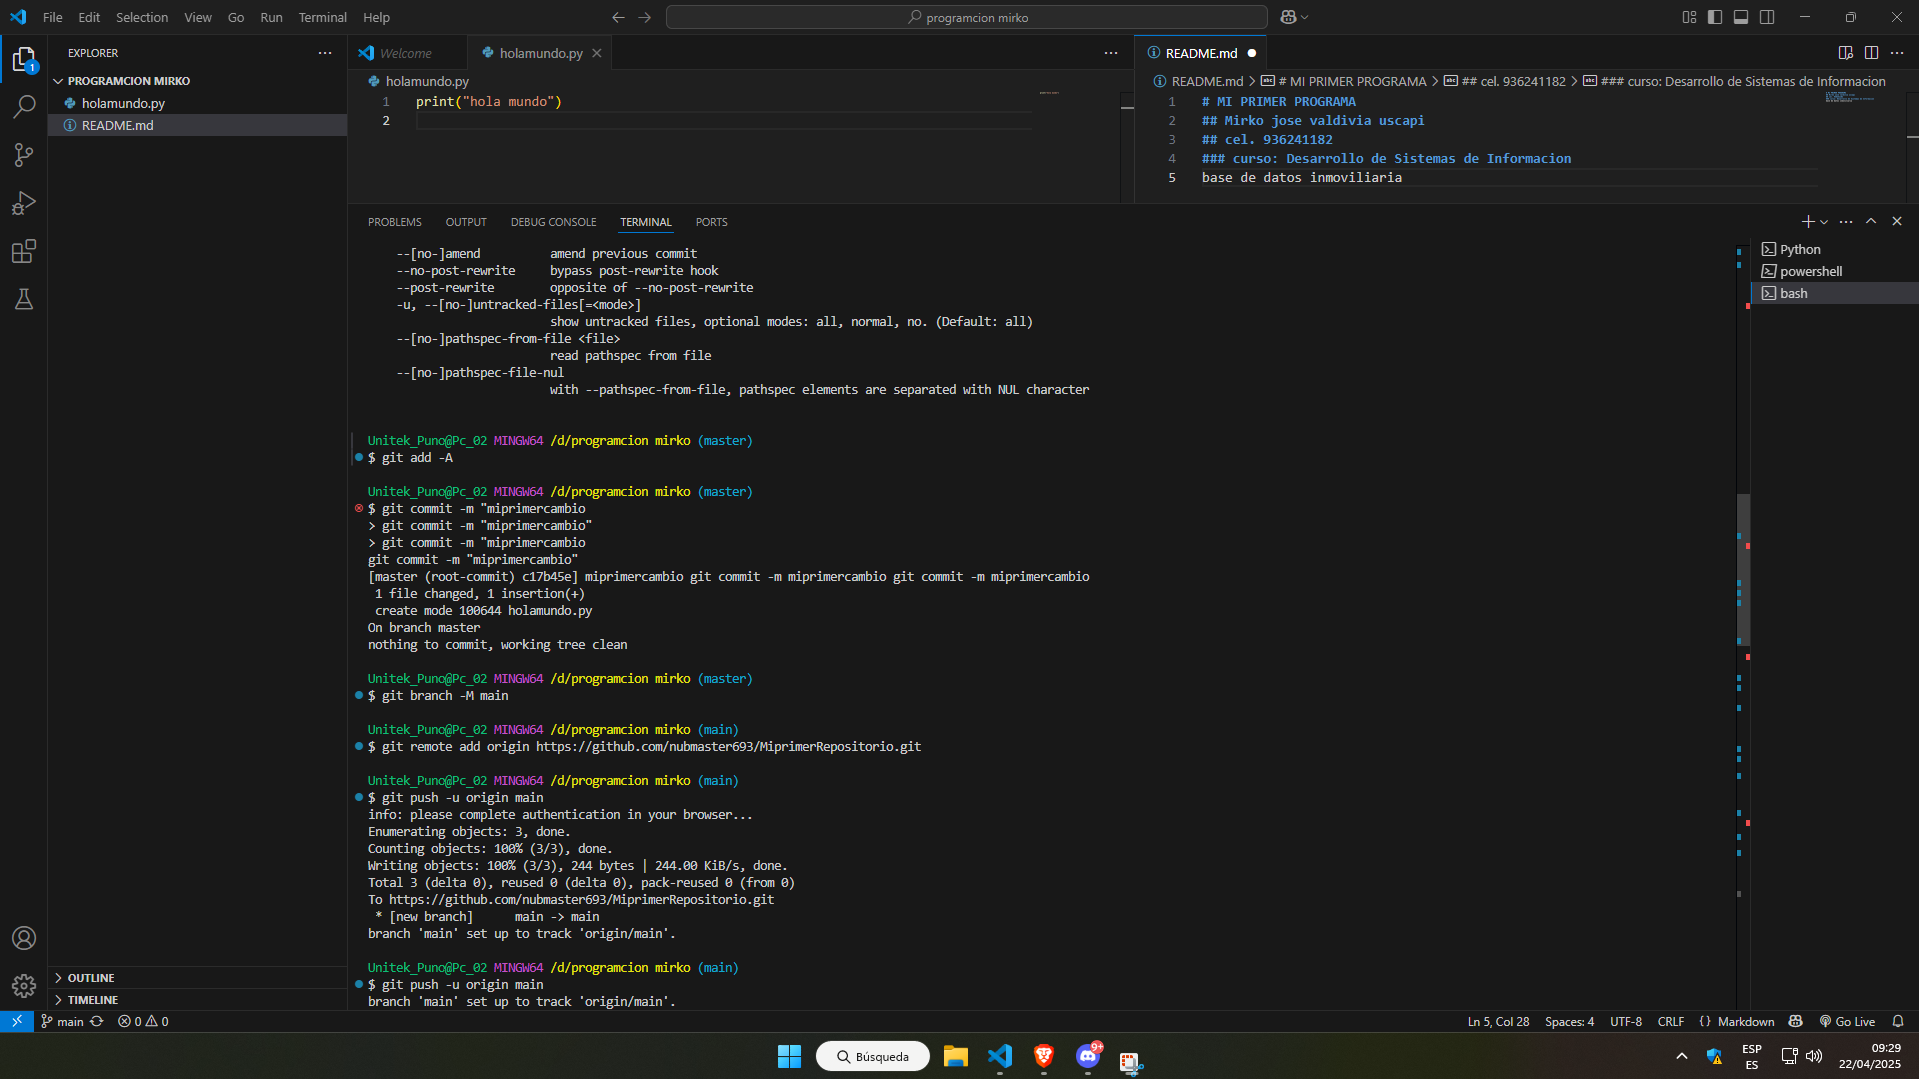 File Edit Selection View Go Run Terminal Help
programcion mirko
EXPLORER
PROGRAMCION MIRKO
holamundo.py
README.md
1
Welcome
holamundo.py
holamundo.py
1 print("hola mundo")
2
README.md
README.md > # MI PRIMER PROGRAMA > ## cel. 936241182 > ### curso: Desarrollo de Sistemas de Informacion
1 # MI PRIMER PROGRAMA
2 ## Mirko jose valdivia uscapi
3 ## cel. 936241182
4 ### curso: Desarrollo de Sistemas de Informacion
5 base de datos inmoviliaria
PROBLEMS OUTPUT DEBUG CONSOLE TERMINAL PORTS
Python
powershell
bash
--[no-]amend amend previous commit
--no-post-rewrite bypass post-rewrite hook
--post-rewrite opposite of --no-post-rewrite
-u, --[no-]untracked-files[=<mode>]
show untracked files, optional modes: all, normal, no. (Default: all)
--[no-]pathspec-from-file <file>
read pathspec from file
--[no-]pathspec-file-nul
with --pathspec-from-file, pathspec elements are separated with NUL character
Unitek_Puno@Pc_02 MINGW64 /d/programcion mirko (master)
$ git add -A
Unitek_Puno@Pc_02 MINGW64 /d/programcion mirko (master)
$ git commit -m "miprimercambio
> git commit -m "miprimercambio"
> git commit -m "miprimercambio
git commit -m "miprimercambio"
[master (root-commit) c17b45e] miprimercambio git commit -m miprimercambio git commit -m miprimercambio
1 file changed, 1 insertion(+)
create mode 100644 holamundo.py
On branch master
nothing to commit, working tree clean
Unitek_Puno@Pc_02 MINGW64 /d/programcion mirko (master)
$ git branch -M main
Unitek_Puno@Pc_02 MINGW64 /d/programcion mirko (main)
$ git remote add origin https://github.com/nubmaster693/MiprimerRepositorio.git
Unitek_Puno@Pc_02 MINGW64 /d/programcion mirko (main)
$ git push -u origin main
info: please complete authentication in your browser...
Enumerating objects: 3, done.
Counting objects: 100% (3/3), done.
Writing objects: 100% (3/3), 244 bytes | 244.00 KiB/s, done.
Total 3 (delta 0), reused 0 (delta 0), pack-reused 0 (from 0)
To https://github.com/nubmaster693/MiprimerRepositorio.git
* [new branch] main -> main
branch 'main' set up to track 'origin/main'.
Unitek_Puno@Pc_02 MINGW64 /d/programcion mirko (main)
$ git push -u origin main
branch 'main' set up to track 'origin/main'.
OUTLINE
TIMELINE
main 0 0
Ln 5, Col 28 Spaces: 4 UTF-8 CRLF {} Markdown Go Live
Búsqueda
9+
ESP
ES
09:29
22/04/2025